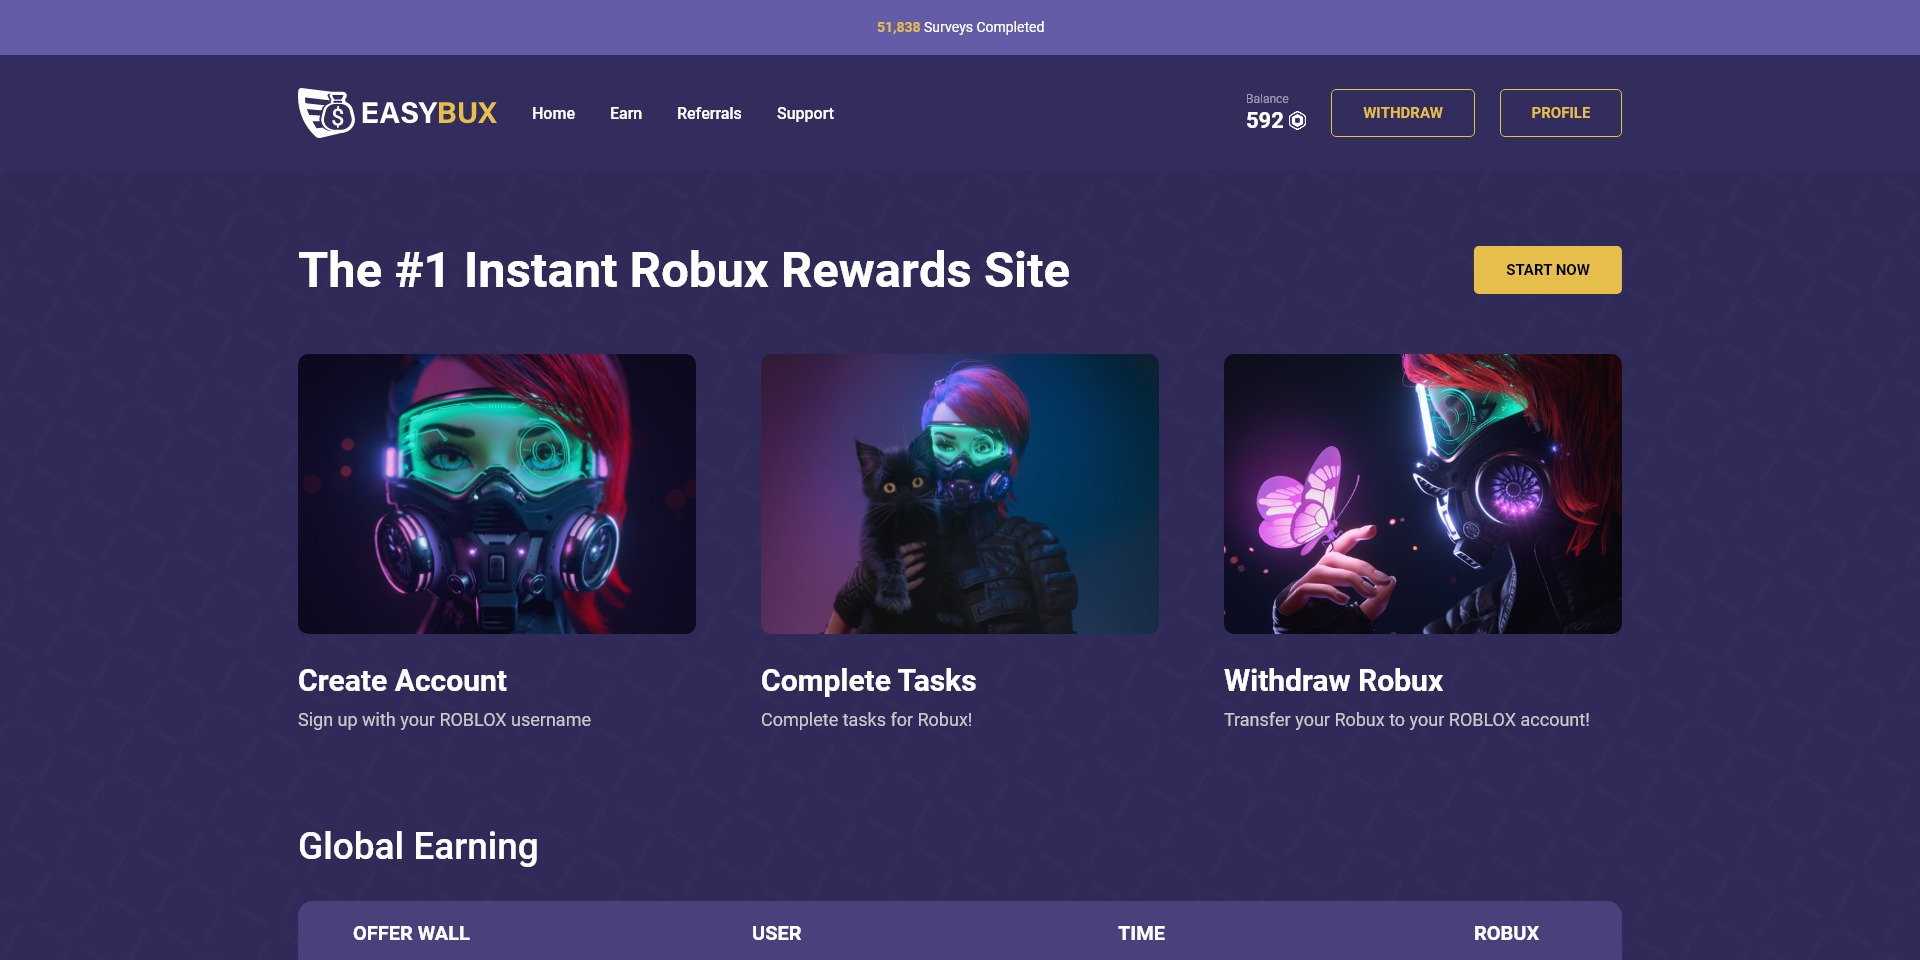 51,838 Surveys Completed
EASYBUX
Home
Earn
Referrals
Support
Balance
592
WITHDRAW
PROFILE
The #1 Instant Robux Rewards Site
START NOW
Create Account
Sign up with your ROBLOX username
Complete Tasks
Complete tasks for Robux!
Withdraw Robux
Transfer your Robux to your ROBLOX account!
Global Earning
OFFER WALL
USER
TIME
ROBUX